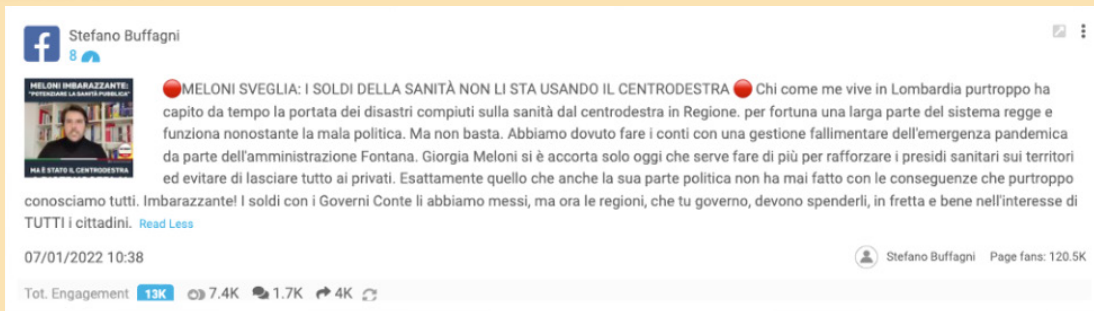 Stefano Buffagni
8
MELONI IMBARAZZANTE:
"POTENZIARE LA SANITÀ PUBBLICA"
MA È STATO IL CENTRODESTRA
🔴MELONI SVEGLIA: I SOLDI DELLA SANITÀ NON LI STA USANDO IL CENTRODESTRA 🔴 Chi come me vive in Lombardia purtroppo ha
capito da tempo la portata dei disastri compiuti sulla sanità dal centrodestra in Regione. per fortuna una larga parte del sistema regge e
funziona nonostante la mala politica. Ma non basta. Abbiamo dovuto fare i conti con una gestione fallimentare dell'emergenza pandemica
da parte dell'amministrazione Fontana. Giorgia Meloni si è accorta solo oggi che serve fare di più per rafforzare i presidi sanitari sui territori
ed evitare di lasciare tutto ai privati. Esattamente quello che anche la sua parte politica non ha mai fatto con le conseguenze che purtroppo
conosciamo tutti. Imbarazzante! I soldi con i Governi Conte li abbiamo messi, ma ora le regioni, che tu governo, devono spenderli, in fretta e bene nell'interesse di
TUTTI i cittadini. Read Less
07/01/2022 10:38
Stefano Buffagni Page fans: 120.5K
Tot. Engagement 13K 7.4K 1.7K 4K